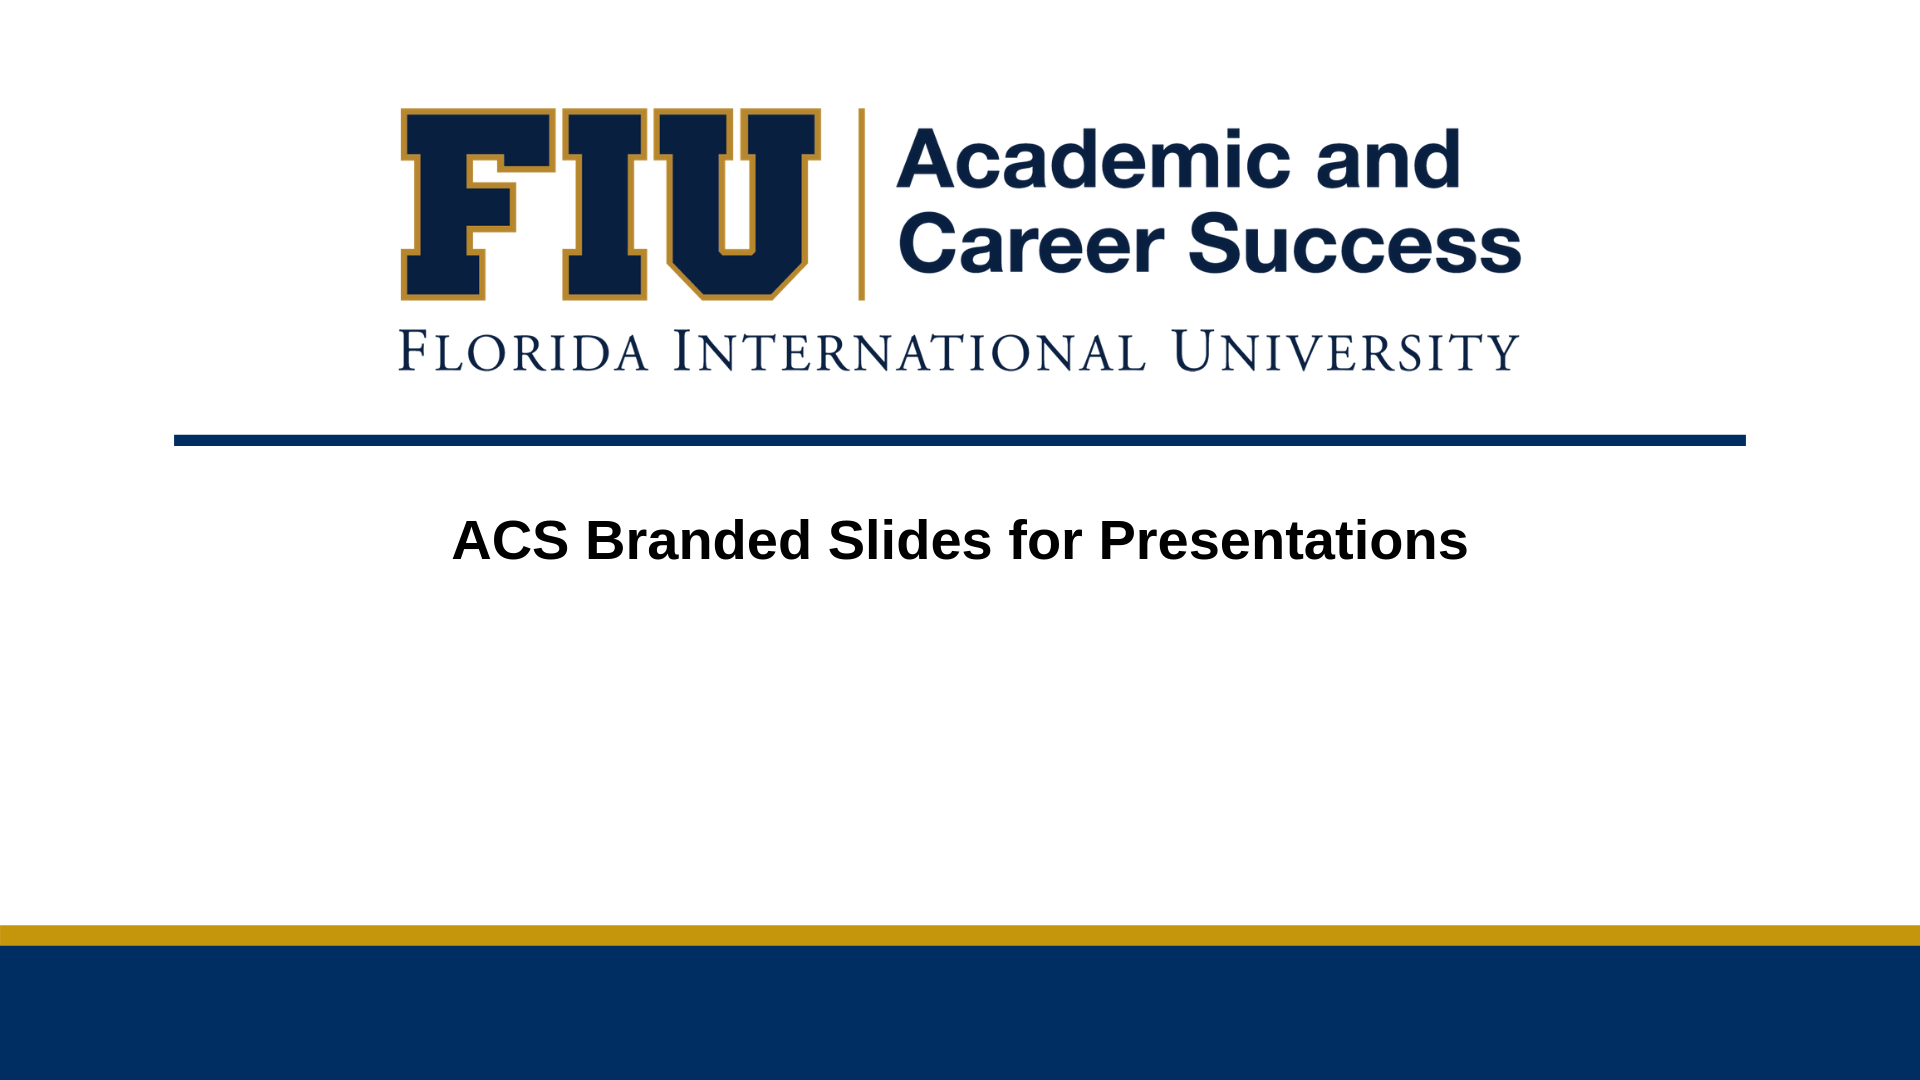 FIU
Academic and
Career Success
FLORIDA INTERNATIONAL UNIVERSITY
ACS Branded Slides for Presentations